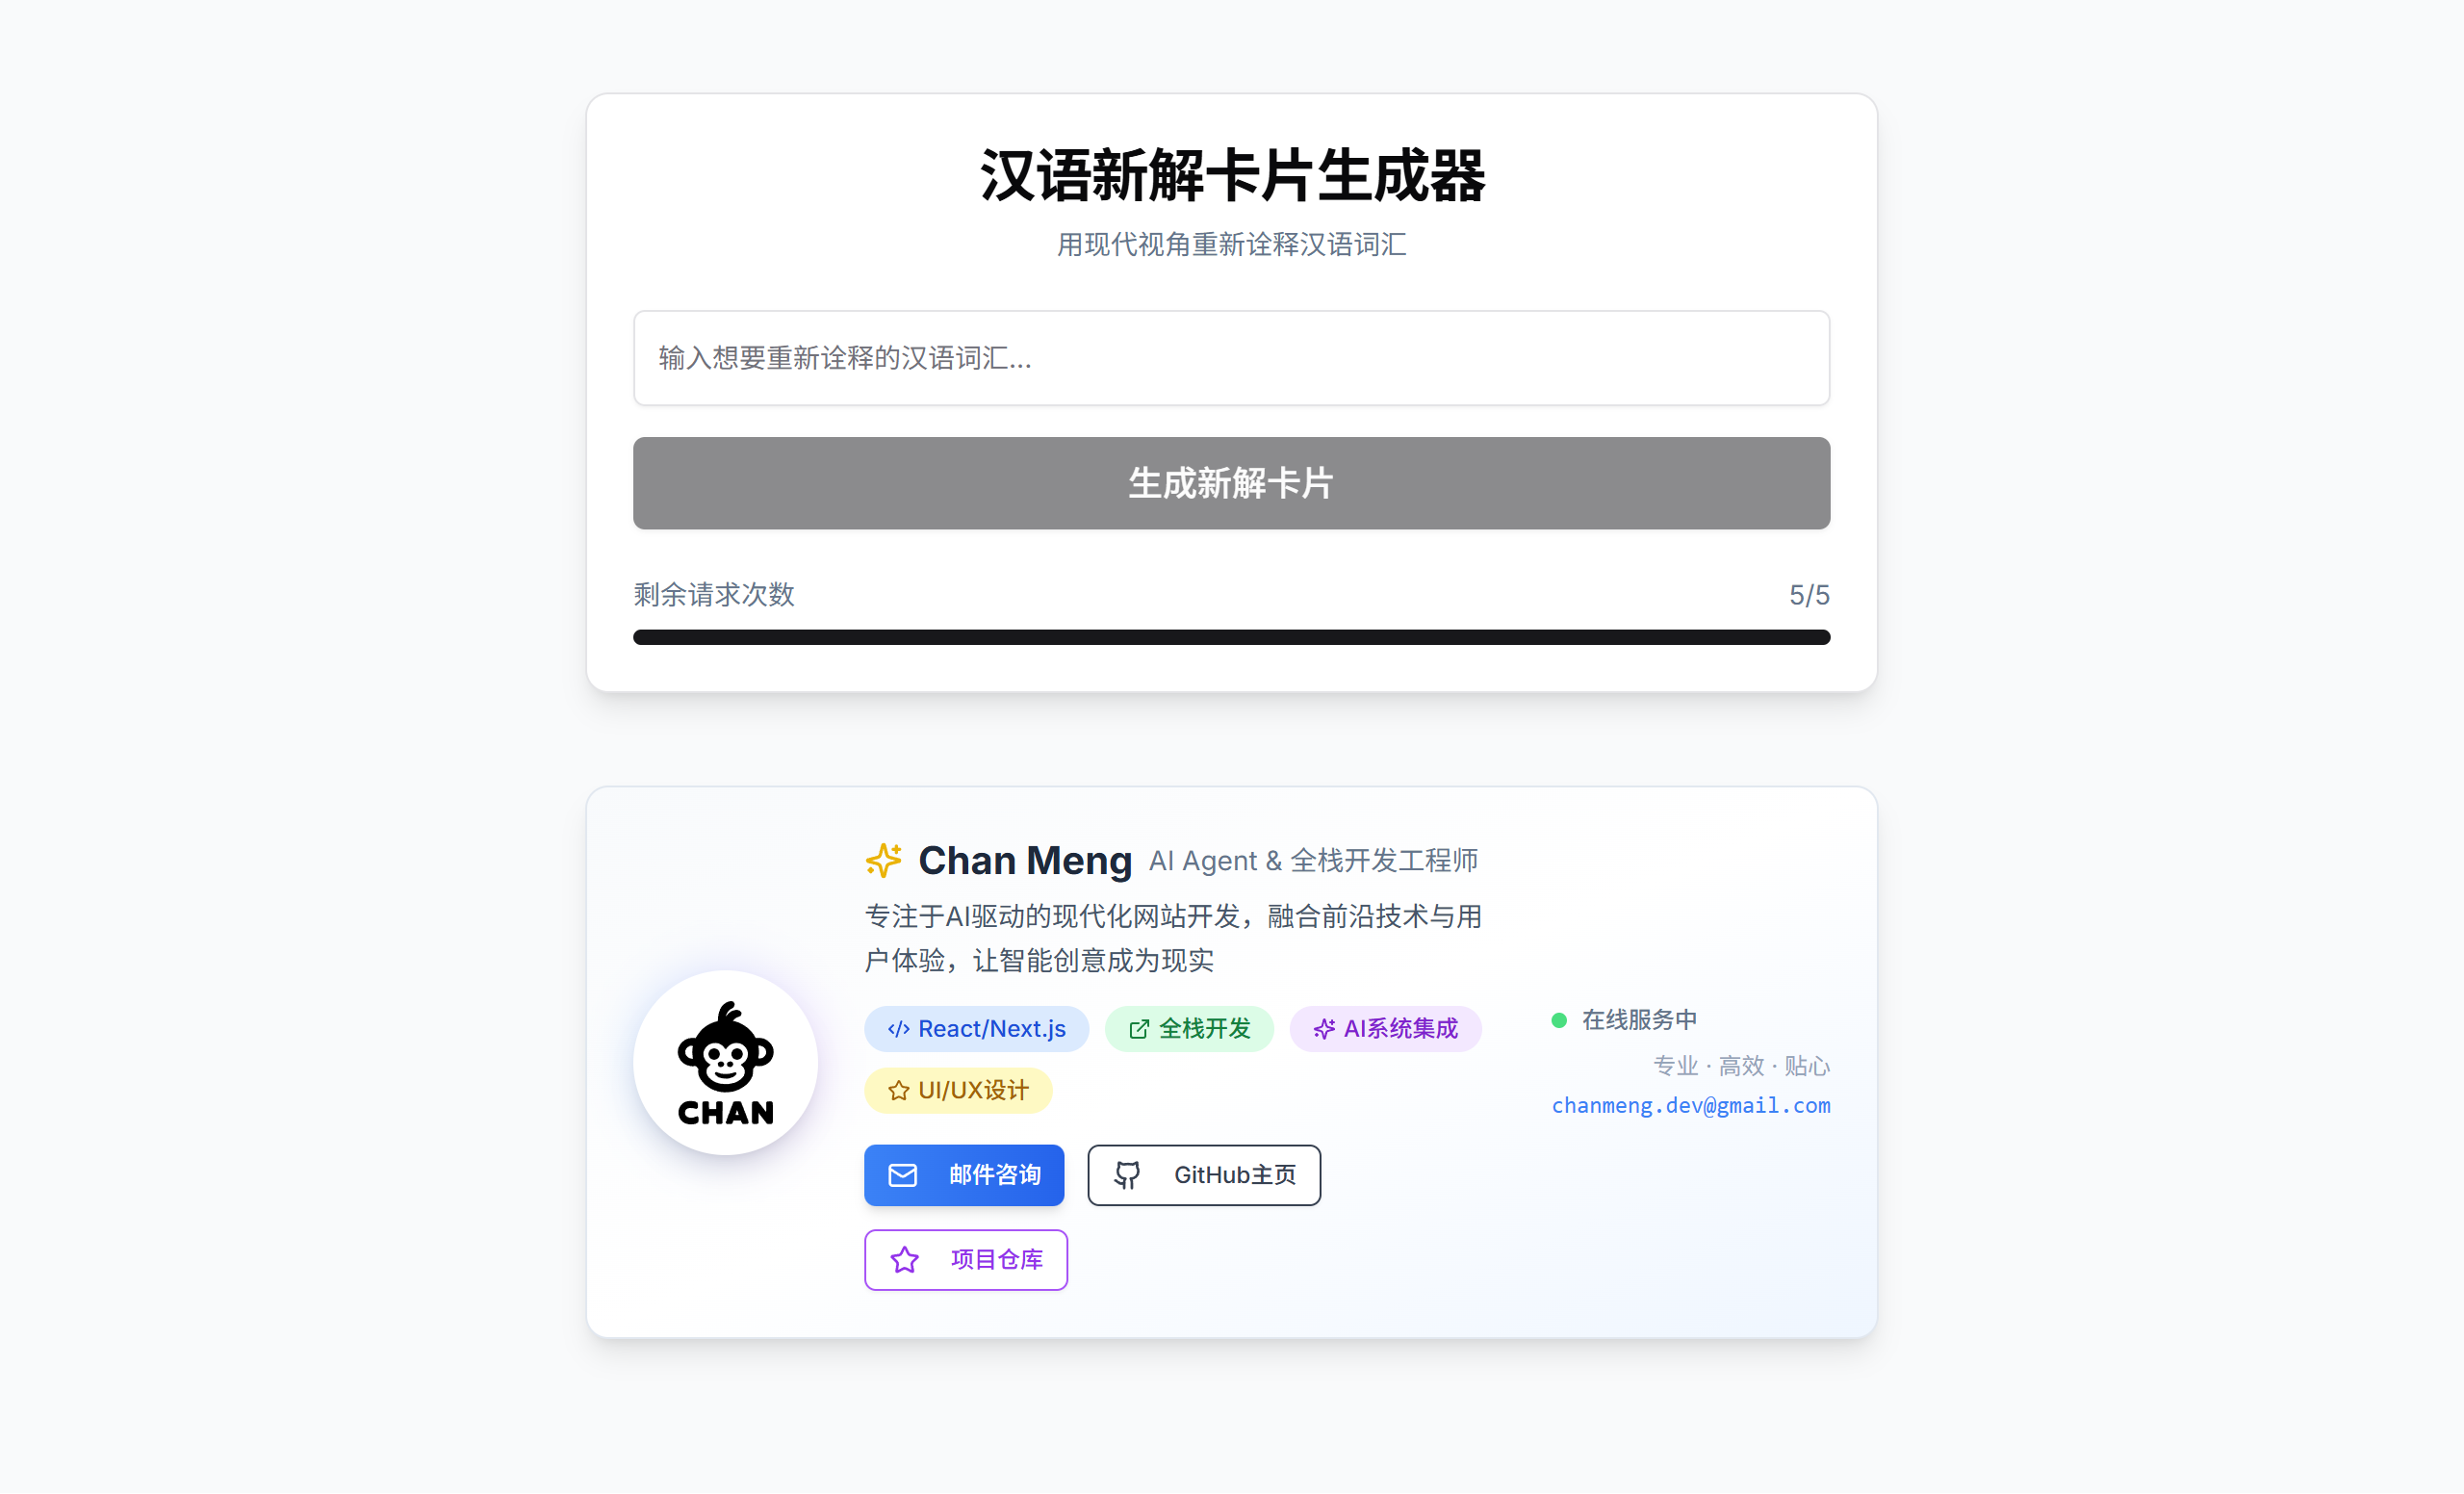 汉语新解卡片生成器
用现代视角重新诠释汉语词汇
输入想要重新诠释的汉语词汇...
生成新解卡片
剩余请求次数 5/5
Chan Meng AI Agent & 全栈开发工程师
专注于AI驱动的现代化网站开发，融合前沿技术与用
户体验，让智能创意成为现实
React/Next.js 全栈开发 AI系统集成
UI/UX设计
CHAN
邮件咨询 GitHub主页
项目仓库
在线服务中
专业 · 高效 · 贴心
chanmeng.dev@gmail.com